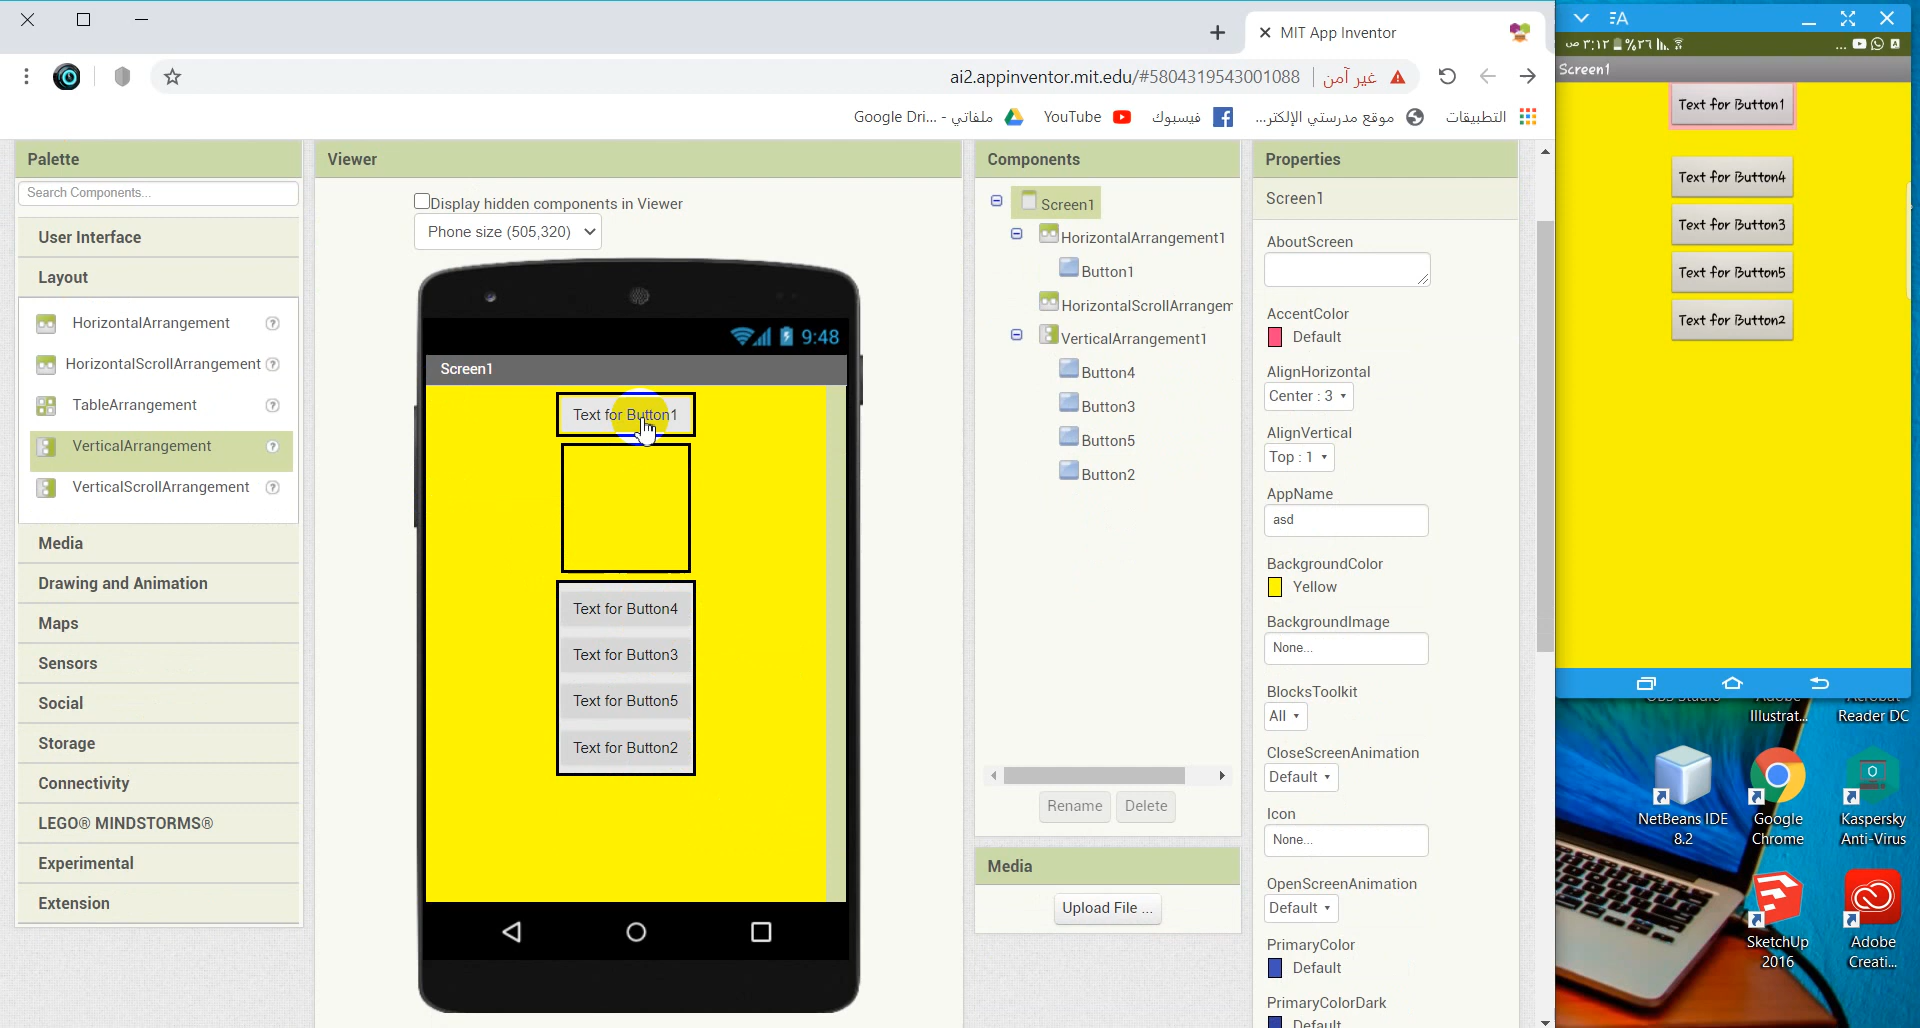 MIT App Inventor
ai2.appinventor.mit.edu/#5804319543001088
غير آمن
التطبيقات
موقع مدرستي الإلكتر...
فيسبوك
YouTube
ملفاتي - Google Dri...
Palette
Search Components...
User Interface
Layout
HorizontalArrangement
HorizontalScrollArrangement
TableArrangement
VerticalArrangement
VerticalScrollArrangement
Media
Drawing and Animation
Maps
Sensors
Social
Storage
Connectivity
LEGO® MINDSTORMS®
Experimental
Extension
Viewer
Display hidden components in Viewer
Phone size (505,320)
9:48
Screen1
Text for Button1
Text for Button4
Text for Button3
Text for Button5
Text for Button2
Components
Screen1
HorizontalArrangement1
Button1
HorizontalScrollArrangem
VerticalArrangement1
Button4
Button3
Button5
Button2
Rename
Delete
Media
Upload File ...
Properties
Screen1
AboutScreen
AccentColor
Default
AlignHorizontal
Center : 3
AlignVertical
Top : 1
AppName
asd
BackgroundColor
Yellow
BackgroundImage
None...
BlocksToolkit
All
CloseScreenAnimation
Default
Icon
None...
OpenScreenAnimation
Default
PrimaryColor
Default
PrimaryColorDark
Default
٣:١٢ ص
%٢٦
Screen1
Text for Button1
Text for Button4
Text for Button3
Text for Button5
Text for Button2
Illustrat...
Reader DC
NetBeans IDE 8.2
Google Chrome
Kaspersky Anti-Virus
SketchUp 2016
Adobe Creati...